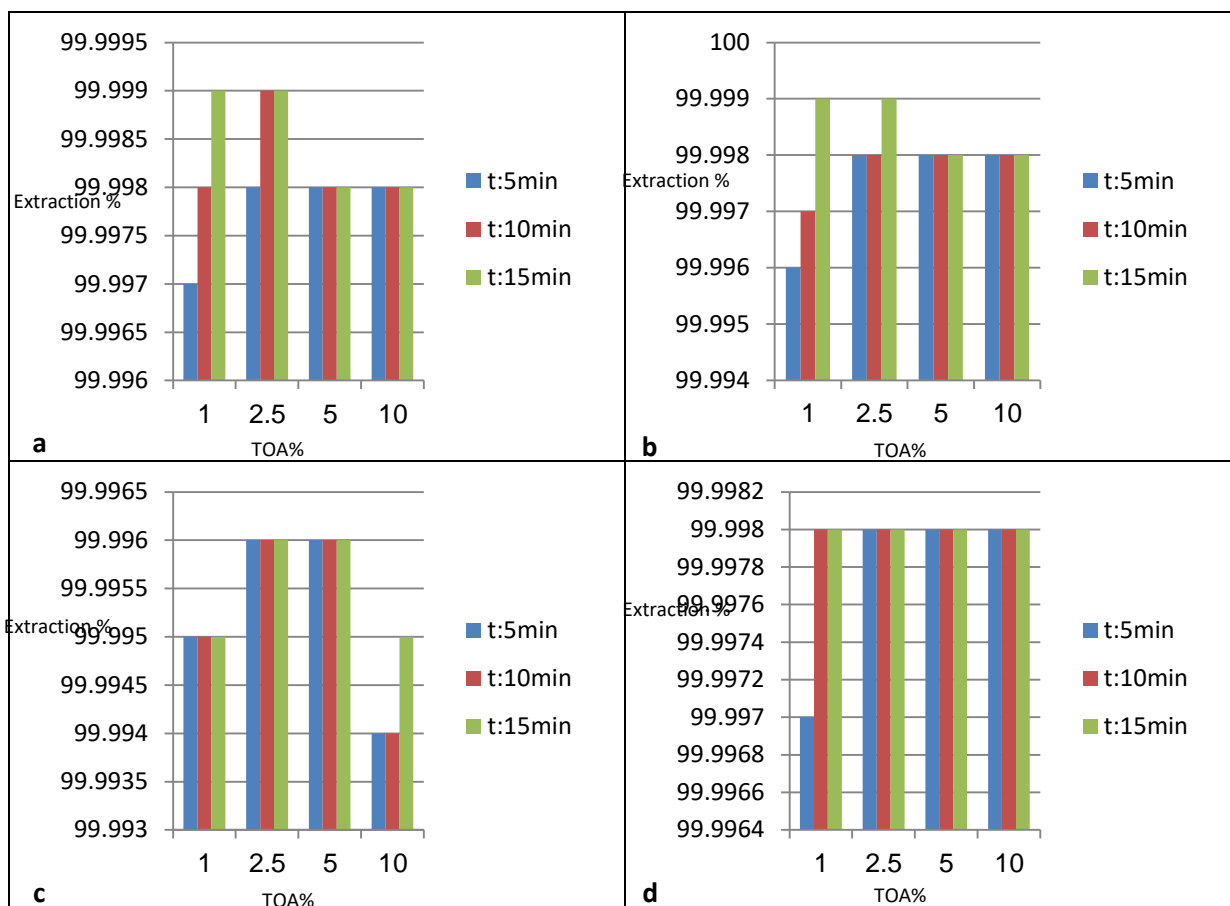 99.9995
99.999
99.9985
99.998
99.9975
99.997
99.9965
99.996
Extraction %
1 2.5 5 10
TOA%
t:5min
t:10min
t:15min
a
100
99.999
99.998
99.997
99.996
99.995
99.994
Extraction %
1 2.5 5 10
TOA%
t:5min
t:10min
t:15min
b
99.9965
99.996
99.9955
99.995
99.9945
99.994
99.9935
99.993
Extraction %
1 2.5 5 10
TOA%
t:5min
t:10min
t:15min
c
99.9982
99.998
99.9978
99.9976
99.9974
99.9972
99.997
99.9968
99.9966
99.9964
Extraction %
1 2.5 5 10
TOA%
t:5min
t:10min
t:15min
d